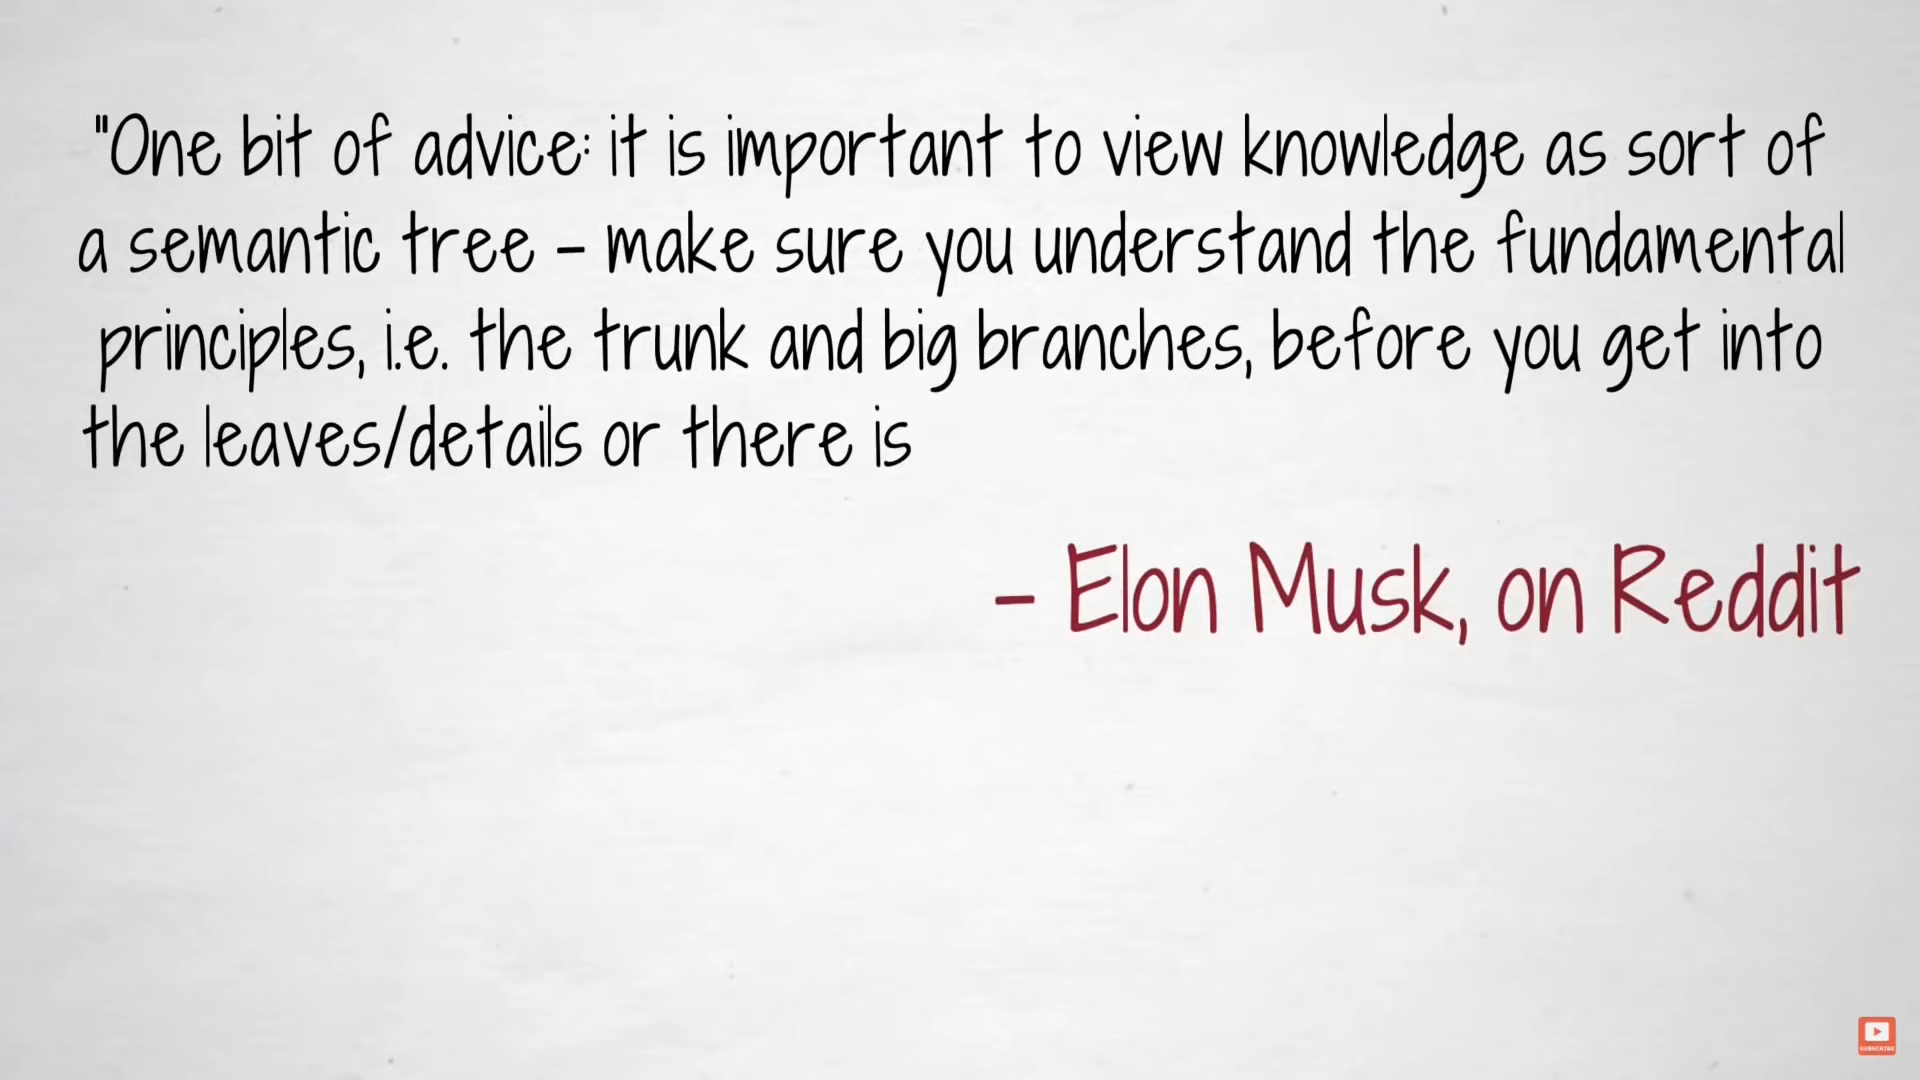 "One bit of advice: it is important to view knowledge as sort of
a semantic tree - make sure you understand the fundamental
principles, i.e. the trunk and big branches, before you get into
the leaves/details or there is
- Elon Musk, on Reddit
SUBSCRIBE